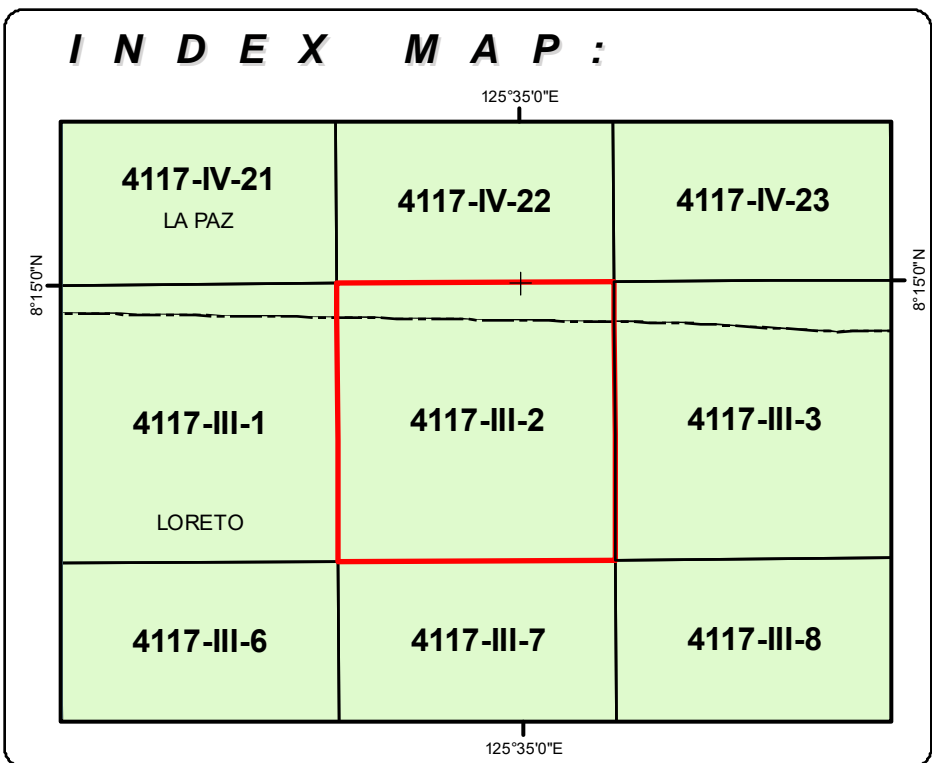 INDEX MAP:
125°35'0"E
4117-IV-21
LA PAZ
4117-IV-22
4117-IV-23
8°15'0"N
8°15'0"N
4117-III-1
4117-III-2
4117-III-3
LORETO
4117-III-6
4117-III-7
4117-III-8
125°35'0"E